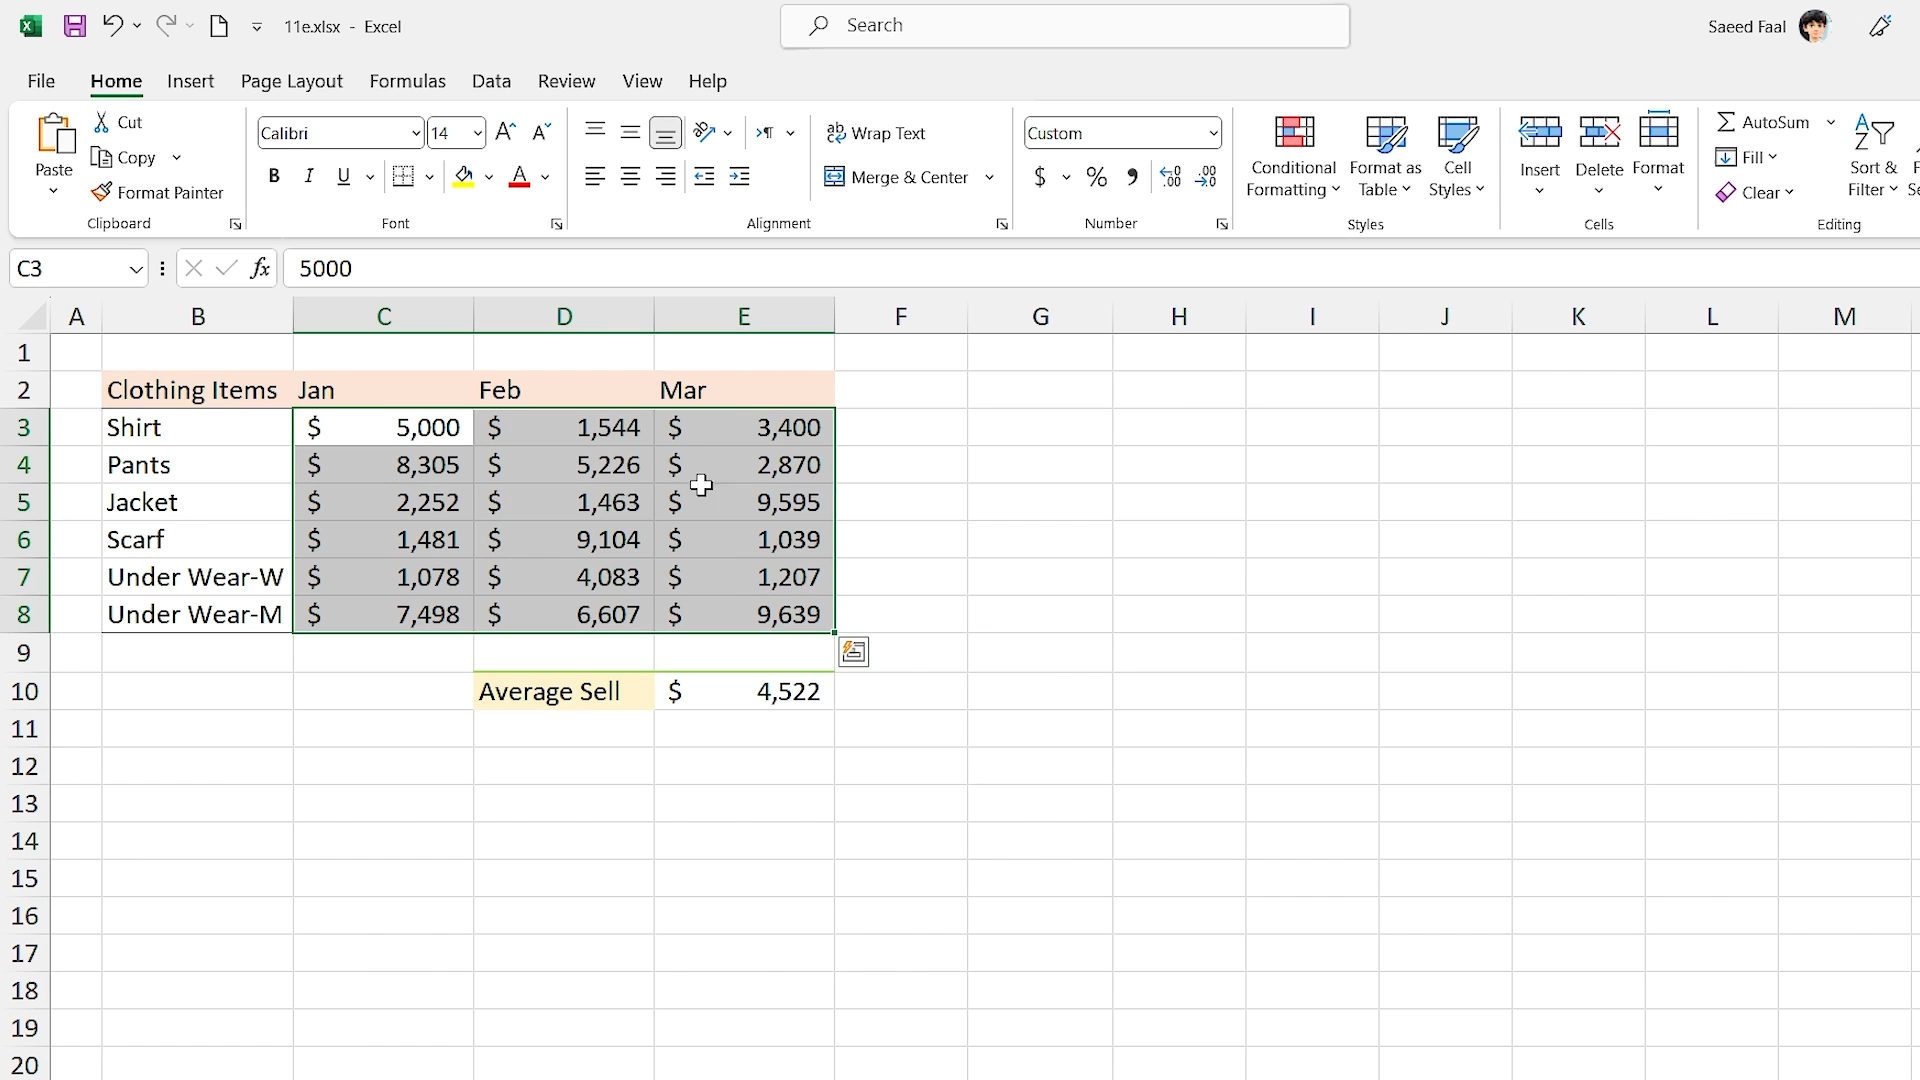 11e.xlsx - Excel
Search
Saeed Faal
File Home Insert Page Layout Formulas Data Review View Help
Paste
Cut
Copy
Format Painter
Clipboard
Calibri 14
B I U
Font
Wrap Text
Merge & Center
Alignment
Custom
$ % 9
Number
Conditional Formatting
Format as Table
Cell Styles
Styles
Insert Delete Format
Cells
AutoSum
Fill
Clear
Sort & Filter
Editing
C3 fx 5000
A B C D E F G H I J K L M
1
2 Clothing Items Jan Feb Mar
3 Shirt $ 5,000 $ 1,544 $ 3,400
4 Pants $ 8,305 $ 5,226 $ 2,870
5 Jacket $ 2,252 $ 1,463 $ 9,595
6 Scarf $ 1,481 $ 9,104 $ 1,039
7 Under Wear-W $ 1,078 $ 4,083 $ 1,207
8 Under Wear-M $ 7,498 $ 6,607 $ 9,639
9
10 Average Sell $ 4,522
11
12
13
14
15
16
17
18
19
20